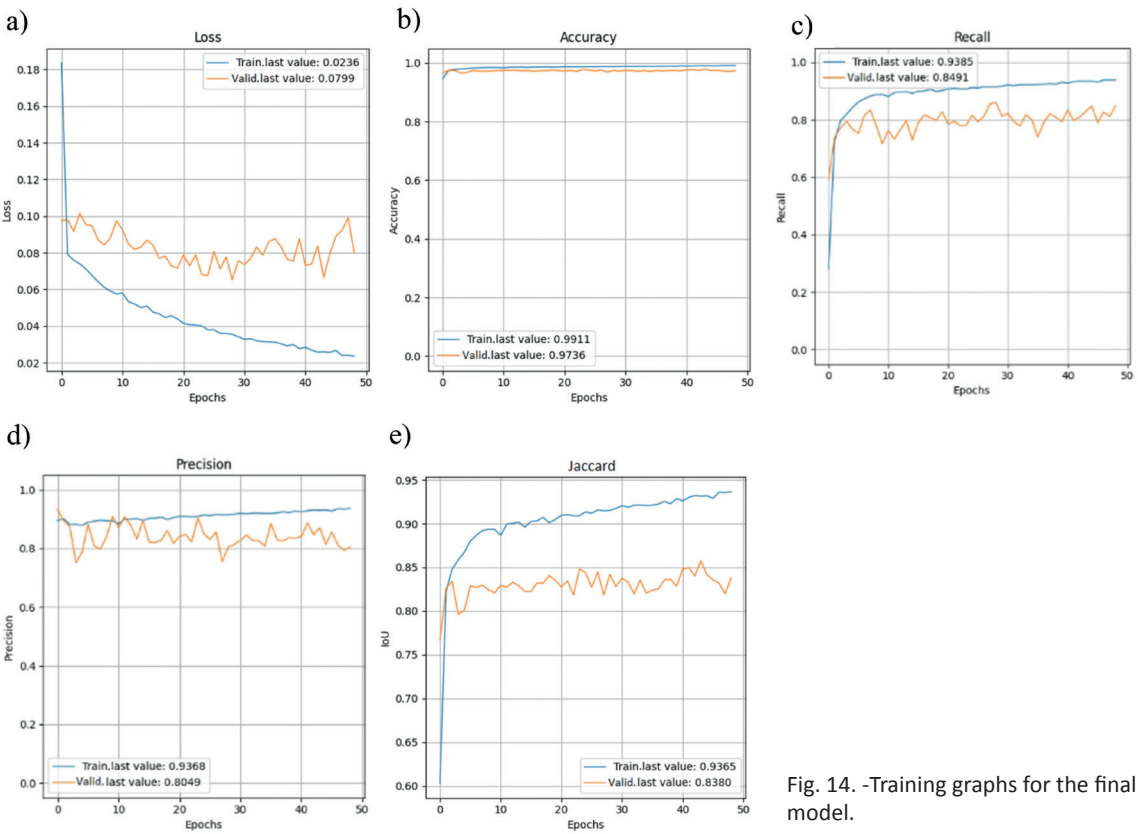 a)
Loss
Train.last value: 0.0236
Valid.last value: 0.0799
0.18
0.16
0.14
0.12
0.10
0.08
0.06
0.04
0.02
Loss
0 10 20 30 40 50
Epochs
b)
Accuracy
1.0
0.8
0.6
0.4
0.2
0.0
Accuracy
Train.last value: 0.9911
Valid.last value: 0.9736
0 10 20 30 40 50
Epochs
c)
Recall
Train.last value: 0.9385
Valid.last value: 0.8491
1.0
0.8
0.6
0.4
0.2
0.0
Recall
0 10 20 30 40 50
Epochs
d)
Precision
1.0
0.8
0.6
0.4
0.2
0.0
Precision
Train.last value: 0.9368
Valid.last value: 0.8049
0 10 20 30 40 50
Epochs
e)
Jaccard
0.95
0.90
0.85
0.80
0.75
0.70
0.65
0.60
IoU
Train.last value: 0.9365
Valid.last value: 0.8380
0 10 20 30 40 50
Epochs
Fig. 14. -Training graphs for the final
model.